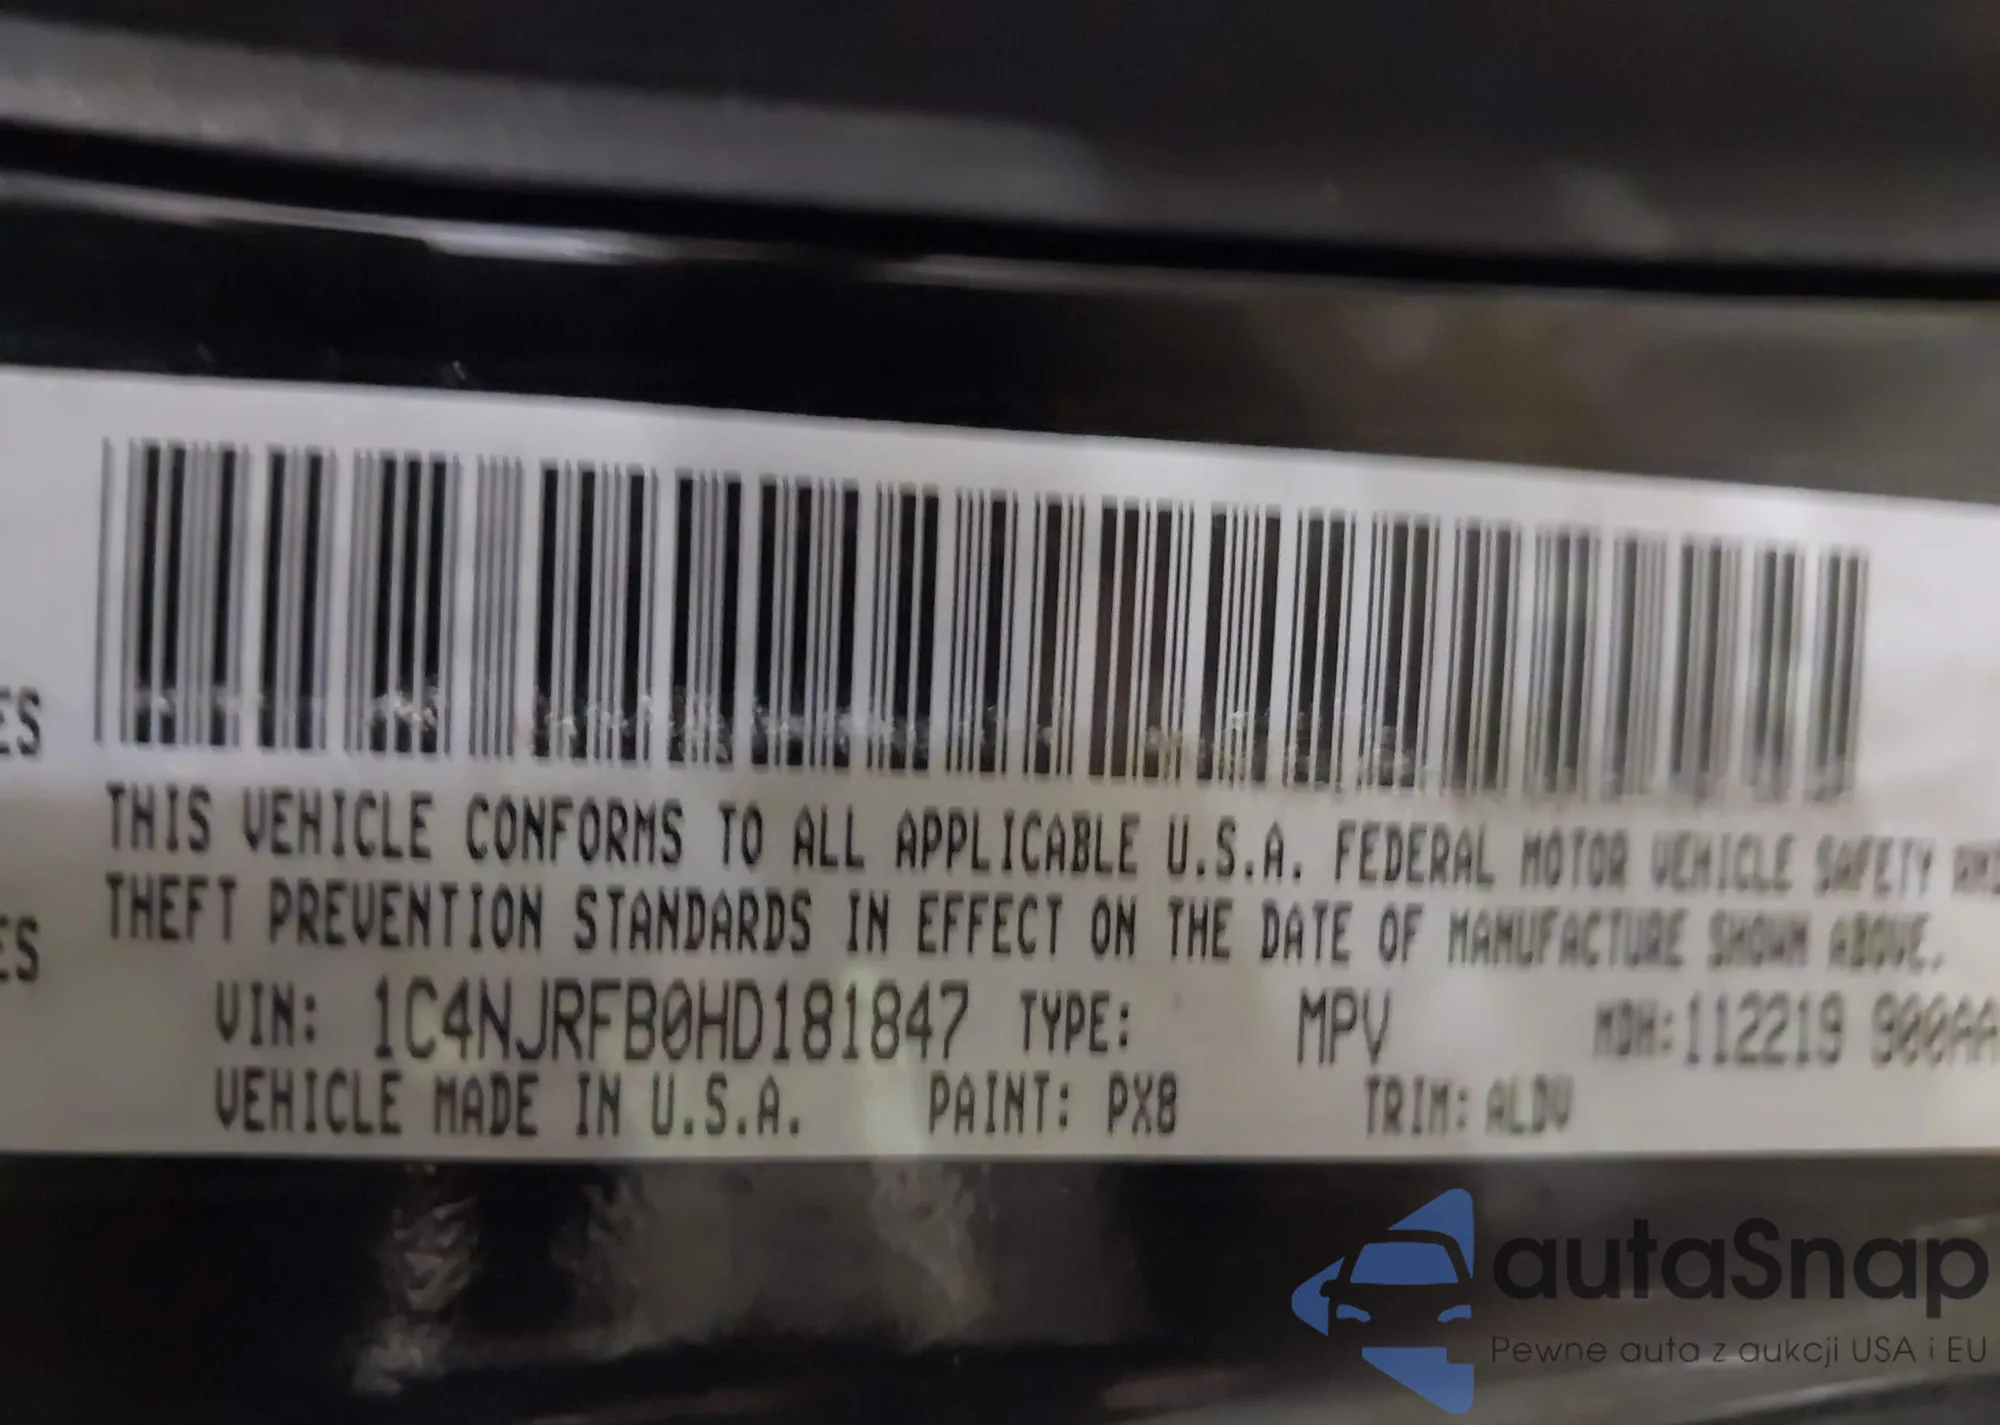 ES
THIS VEHICLE CONFORMS TO ALL APPLICABLE U.S.A. FEDERAL MOTOR VEHICLE SAFETY AND
THEFT PREVENTION STANDARDS IN EFFECT ON THE DATE OF MANUFACTURE SHOWN ABOVE.
ES
VIN: 1C4NJRFB0HD181847 TYPE: MPV MDH:112219 900AA
VEHICLE MADE IN U.S.A. PAINT: PX8 TRIM: ALDV
autaSnap
Pewne auta z aukcji USA i EU